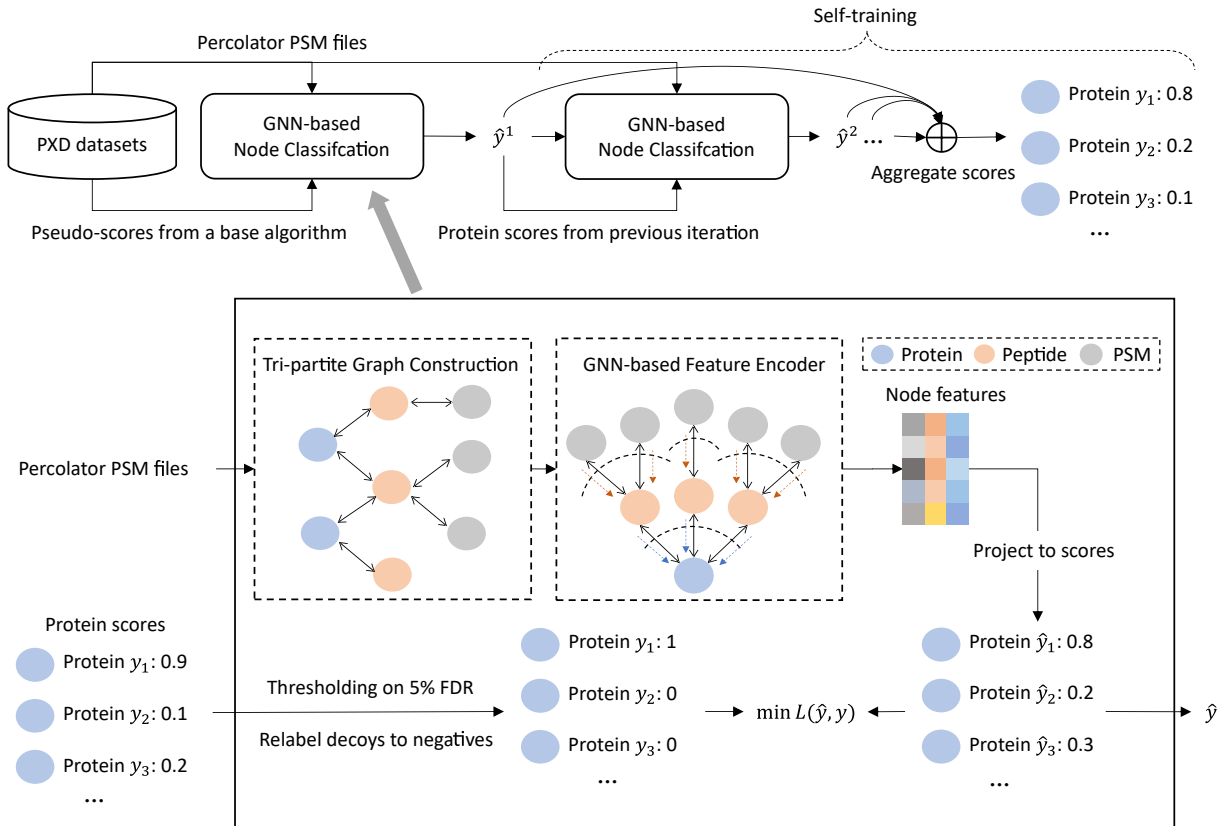 Self-training
Percolator PSM files
PXD datasets
GNN-based
Node Classifcation
ŷ¹
GNN-based
Node Classifcation
ŷ² ...
Aggregate scores
Protein y₁: 0.8
Protein y₂: 0.2
Protein y₃: 0.1
...
Pseudo-scores from a base algorithm
Protein scores from previous iteration
Tri-partite Graph Construction
GNN-based Feature Encoder
Protein
Peptide
PSM
Node features
Percolator PSM files
Project to scores
Protein scores
Protein y₁: 0.9
Protein y₂: 0.1
Protein y₃: 0.2
...
Thresholding on 5% FDR
Relabel decoys to negatives
Protein y₁: 1
Protein y₂: 0
Protein y₃: 0
...
min L(ŷ, y)
Protein ŷ₁: 0.8
Protein ŷ₂: 0.2
Protein ŷ₃: 0.3
...
ŷ